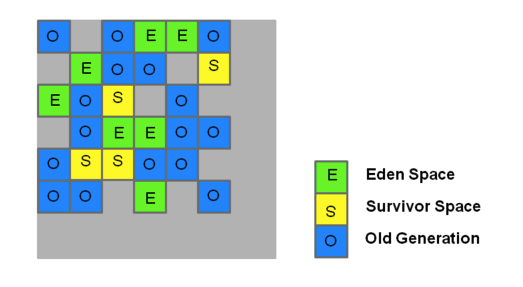 O O E E O
E O O S
E O S O
O E E O O
O S S O O
O O E O
E Eden Space
S Survivor Space
O Old Generation